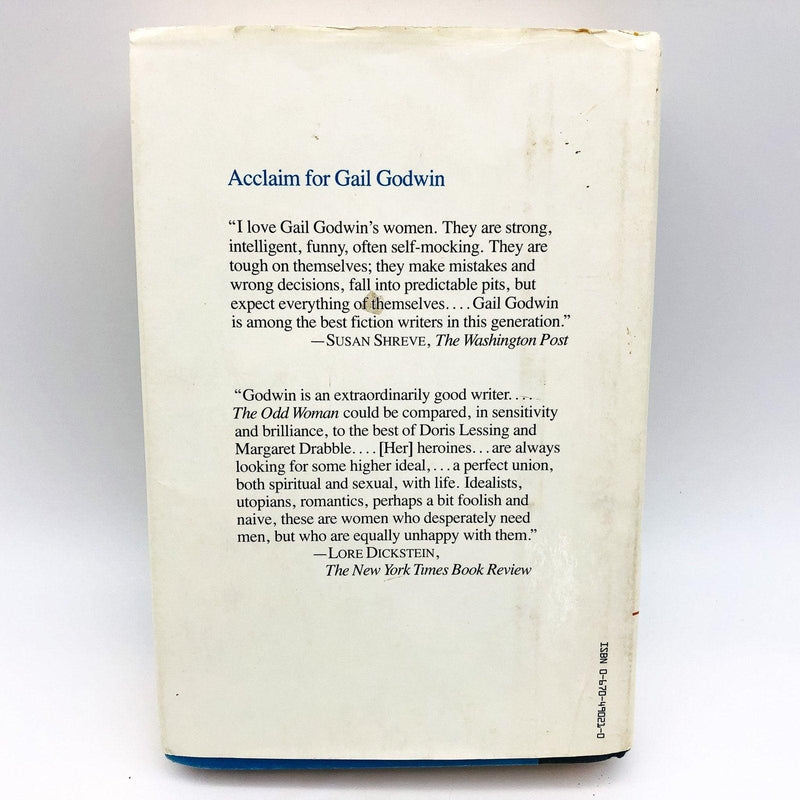 Acclaim for Gail Godwin
“I love Gail Godwin’s women. They are strong,
intelligent, funny, often self-mocking. They are
tough on themselves; they make mistakes and
wrong decisions, fall into predictable pits, but
expect everything of themselves. . . . Gail Godwin
is among the best fiction writers in this generation.”
—SUSAN SHREVE, The Washington Post
“Godwin is an extraordinarily good writer. . . .
The Odd Woman could be compared, in sensitivity
and brilliance, to the best of Doris Lessing and
Margaret Drabble. . . . [Her] heroines. . . are always
looking for some higher ideal, . . . a perfect union,
both spiritual and sexual, with life. Idealists,
utopians, romantics, perhaps a bit foolish and
naive, these are women who desperately need
men, but who are equally unhappy with them.”
—LORE DICKSTEIN,
The New York Times Book Review
ISBN 0-670-49021-0